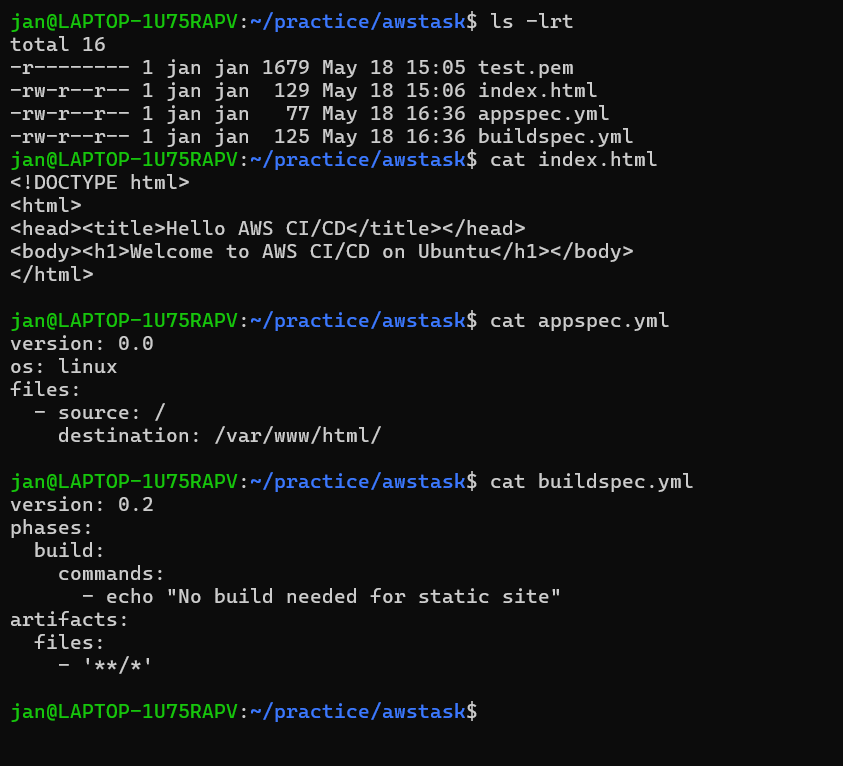 jan@LAPTOP-1U75RAPV:~/practice/awstask$ ls -lrt
total 16
-r-------- 1 jan jan 1679 May 18 15:05 test.pem
-rw-r--r-- 1 jan jan  129 May 18 15:06 index.html
-rw-r--r-- 1 jan jan   77 May 18 16:36 appspec.yml
-rw-r--r-- 1 jan jan  125 May 18 16:36 buildspec.yml
jan@LAPTOP-1U75RAPV:~/practice/awstask$ cat index.html
<!DOCTYPE html>
<html>
<head><title>Hello AWS CI/CD</title></head>
<body><h1>Welcome to AWS CI/CD on Ubuntu</h1></body>
</html>

jan@LAPTOP-1U75RAPV:~/practice/awstask$ cat appspec.yml
version: 0.0
os: linux
files:
  - source: /
    destination: /var/www/html/

jan@LAPTOP-1U75RAPV:~/practice/awstask$ cat buildspec.yml
version: 0.2
phases:
  build:
    commands:
      - echo "No build needed for static site"
artifacts:
  files:
    - '**/*'

jan@LAPTOP-1U75RAPV:~/practice/awstask$